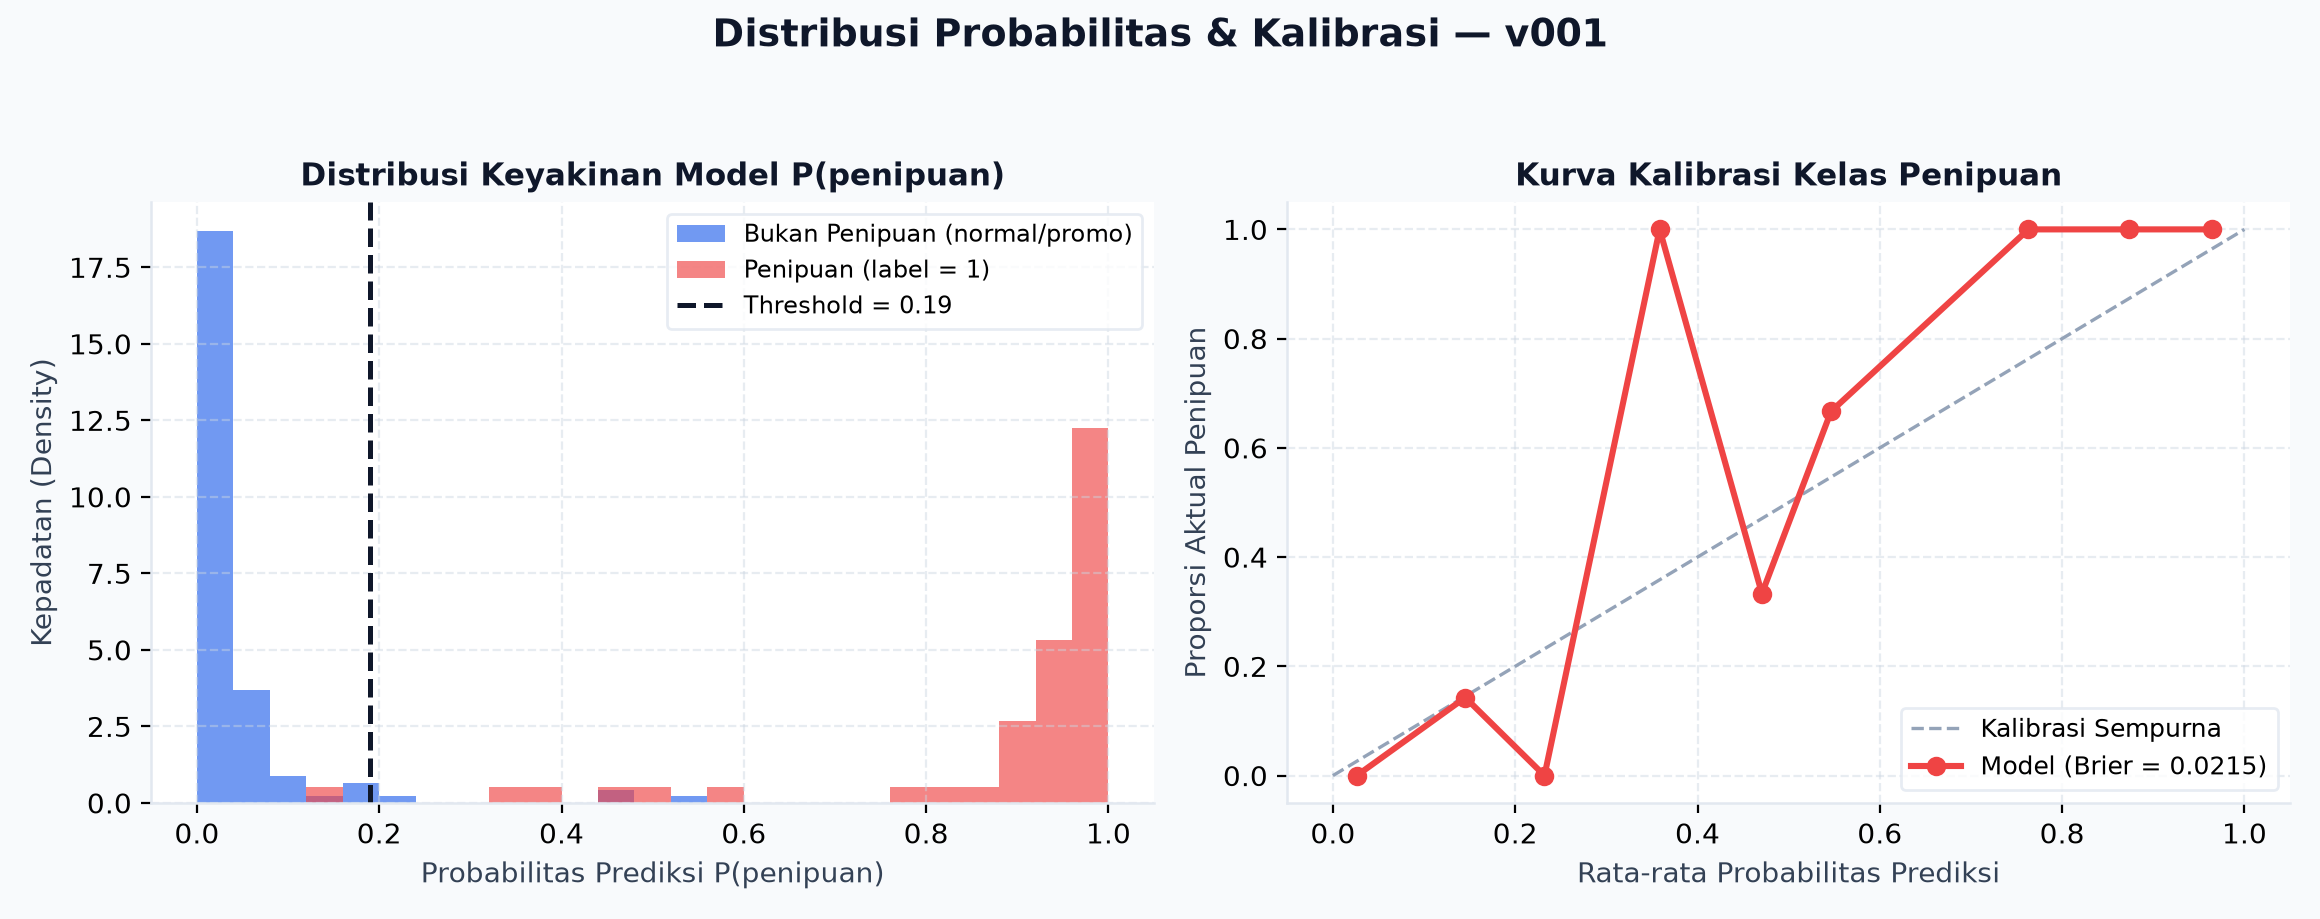 Distribusi Probabilitas & Kalibrasi — v001
Distribusi Keyakinan Model P(penipuan)
Kepadatan (Density)
17.5
15.0
12.5
10.0
7.5
5.0
2.5
0.0
0.0 0.2 0.4 0.6 0.8 1.0
Probabilitas Prediksi P(penipuan)
Bukan Penipuan (normal/promo)
Penipuan (label = 1)
Threshold = 0.19
Kurva Kalibrasi Kelas Penipuan
Proporsi Aktual Penipuan
1.0
0.8
0.6
0.4
0.2
0.0
0.0 0.2 0.4 0.6 0.8 1.0
Rata-rata Probabilitas Prediksi
Kalibrasi Sempurna
Model (Brier = 0.0215)